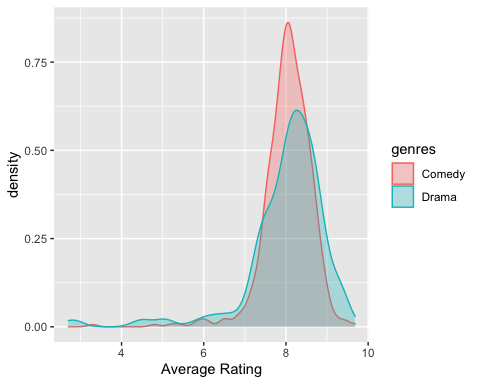 density
0.75
0.50
0.25
0.00
4 6 8 10
Average Rating
genres
Comedy
Drama